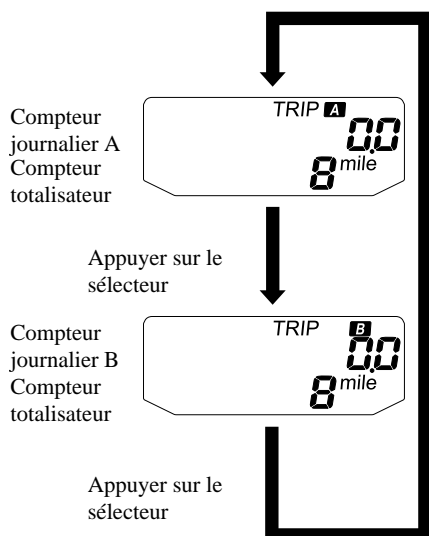 Compteur
journalier A
Compteur
totalisateur
TRIP A
0.0
8 mile
Appuyer sur le
sélecteur
Compteur
journalier B
Compteur
totalisateur
TRIP B
0.0
8 mile
Appuyer sur le
sélecteur